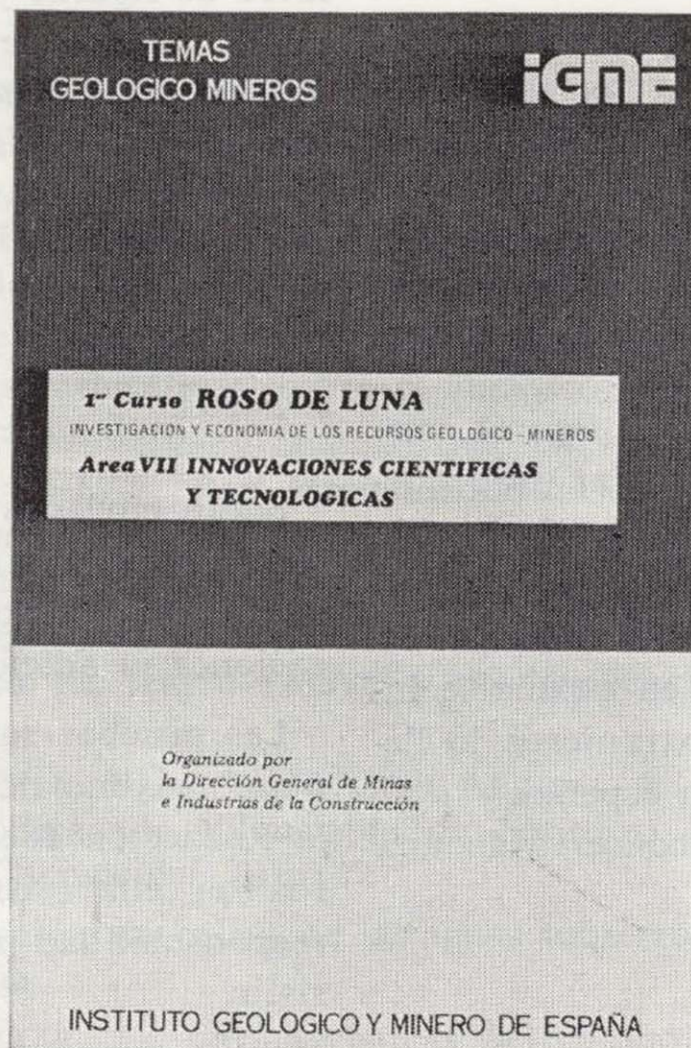 TEMAS
GEOLOGICO MINEROS
iGME
1er Curso ROSO DE LUNA
INVESTIGACION Y ECONOMIA DE LOS RECURSOS GEOLOGICO-MINEROS
Area VII INNOVACIONES CIENTIFICAS
Y TECNOLOGICAS
Organizado por
la Dirección General de Minas
e Industrias de la Construcción
INSTITUTO GEOLOGICO Y MINERO DE ESPAÑA